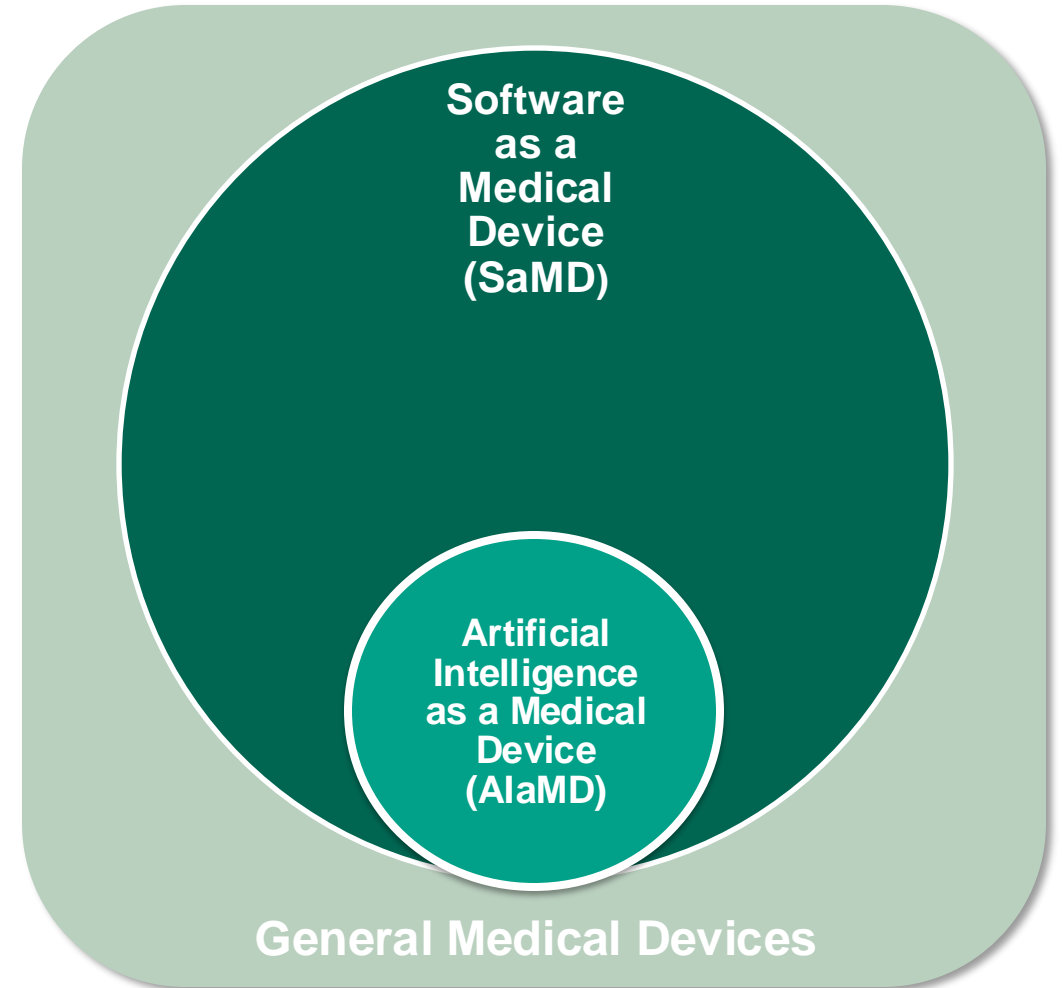 Software
as a
Medical
Device
(SaMD)
Artificial
Intelligence
as a Medical
Device
(AIaMD)
General Medical Devices